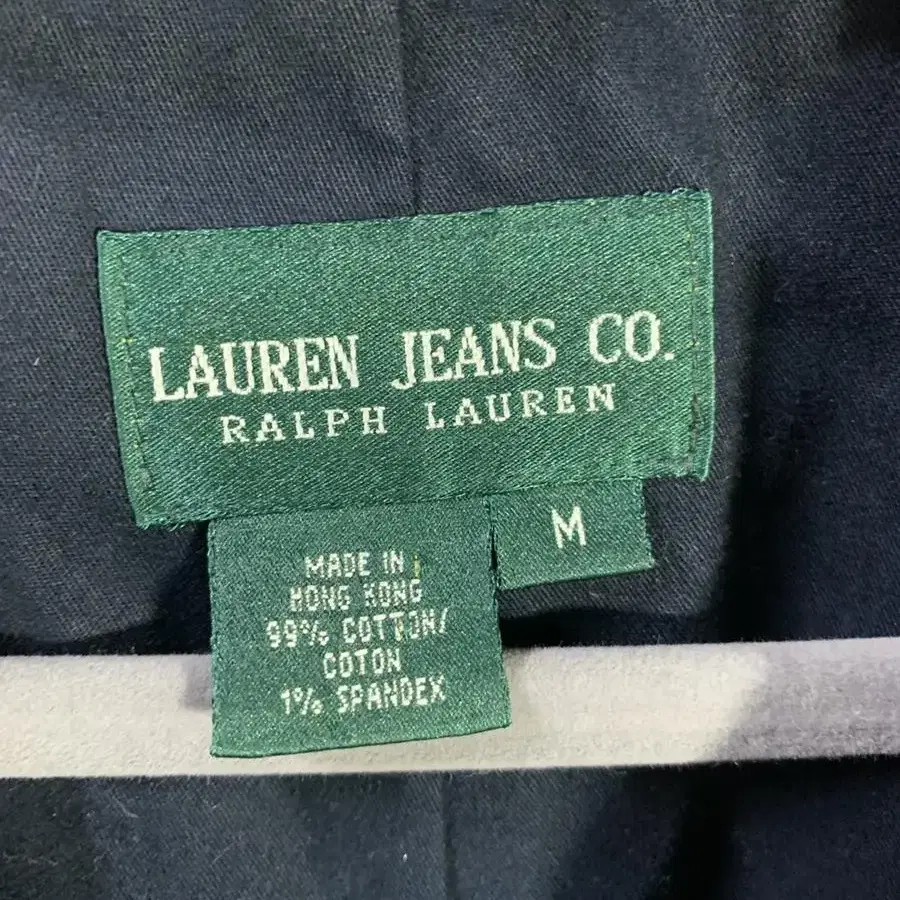 LAUREN JEANS CO.
RALPH LAUREN
M
MADE IN
HONG KONG
99% COTTON/
COTON
1% SPANDEX